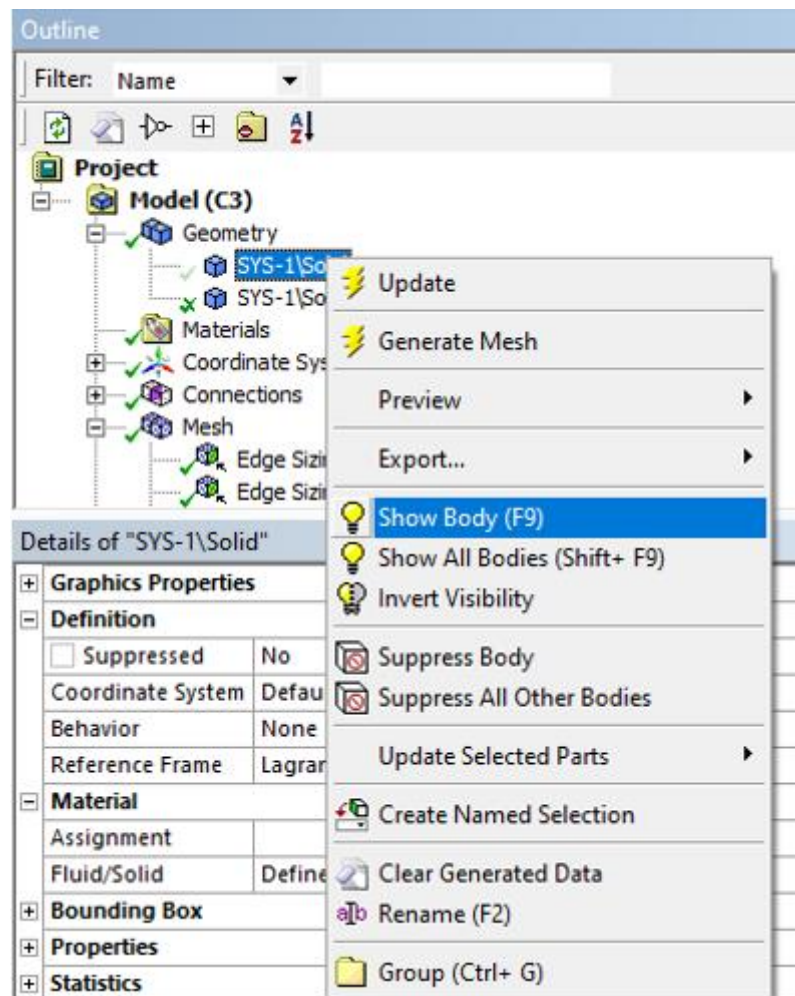 Outline
Filter: Name
Project
Model (C3)
Geometry
SYS-1\So
SYS-1\So
Materials
Coordinate Sys
Connections
Mesh
Edge Sizi
Edge Sizi
Update
Generate Mesh
Preview
Export...
Show Body (F9)
Show All Bodies (Shift+ F9)
Invert Visibility
Suppress Body
Suppress All Other Bodies
Update Selected Parts
Create Named Selection
Clear Generated Data
Rename (F2)
Group (Ctrl+ G)
Details of "SYS-1\Solid"
Graphics Properties
Definition
Suppressed No
Coordinate System Defau
Behavior None
Reference Frame Lagran
Material
Assignment
Fluid/Solid Define
Bounding Box
Properties
Statistics